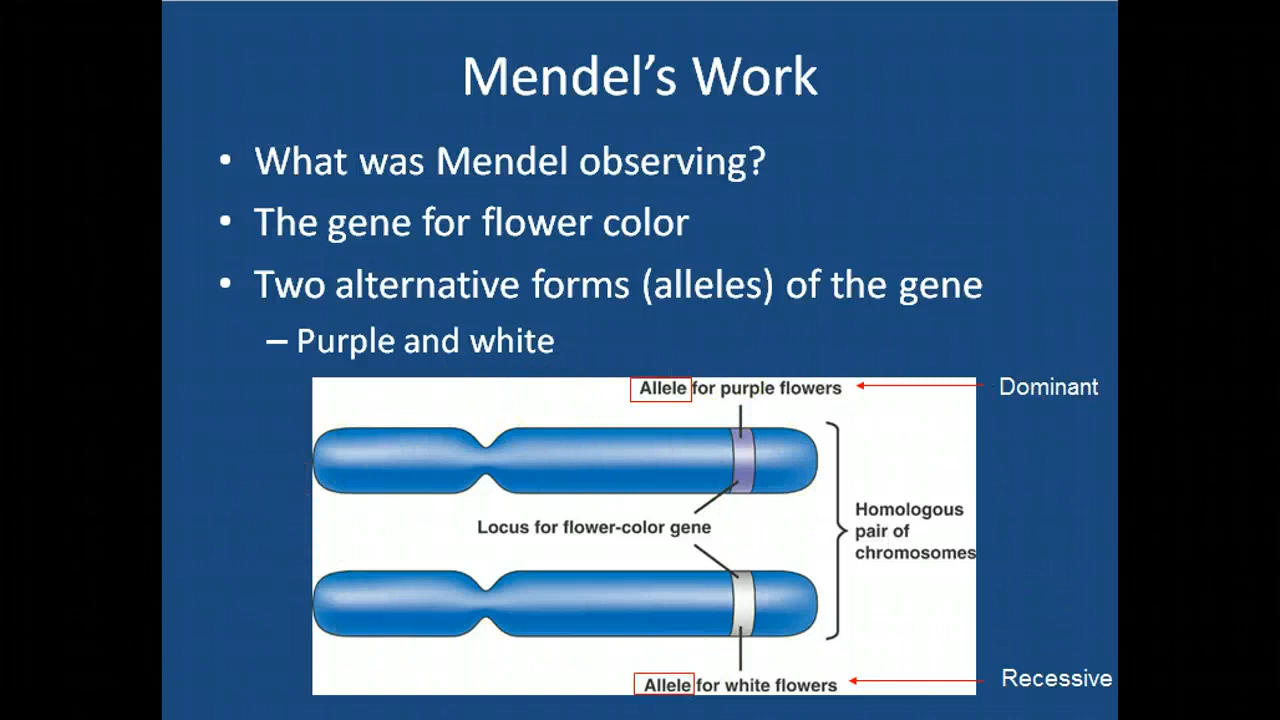 Mendel's Work
• What was Mendel observing?
• The gene for flower color
• Two alternative forms (alleles) of the gene
– Purple and white
Allele for purple flowers
Dominant
Locus for flower-color gene
Homologous
pair of
chromosomes
Allele for white flowers
Recessive